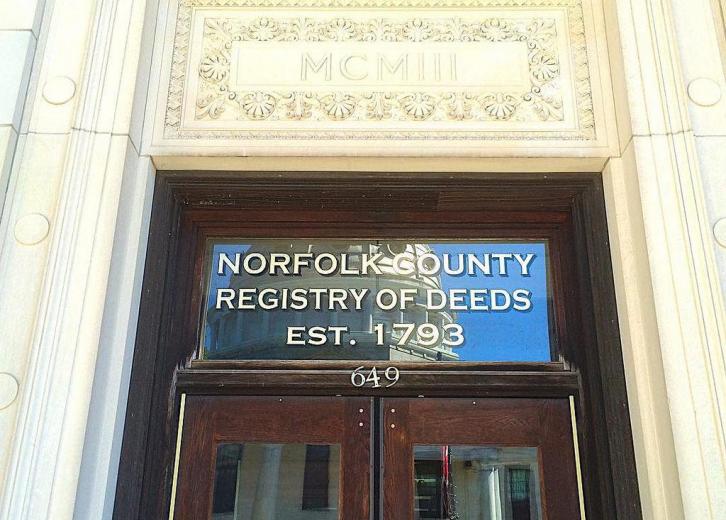 MCMIII
NORFOLK COUNTY
REGISTRY OF DEEDS
EST. 1793
649